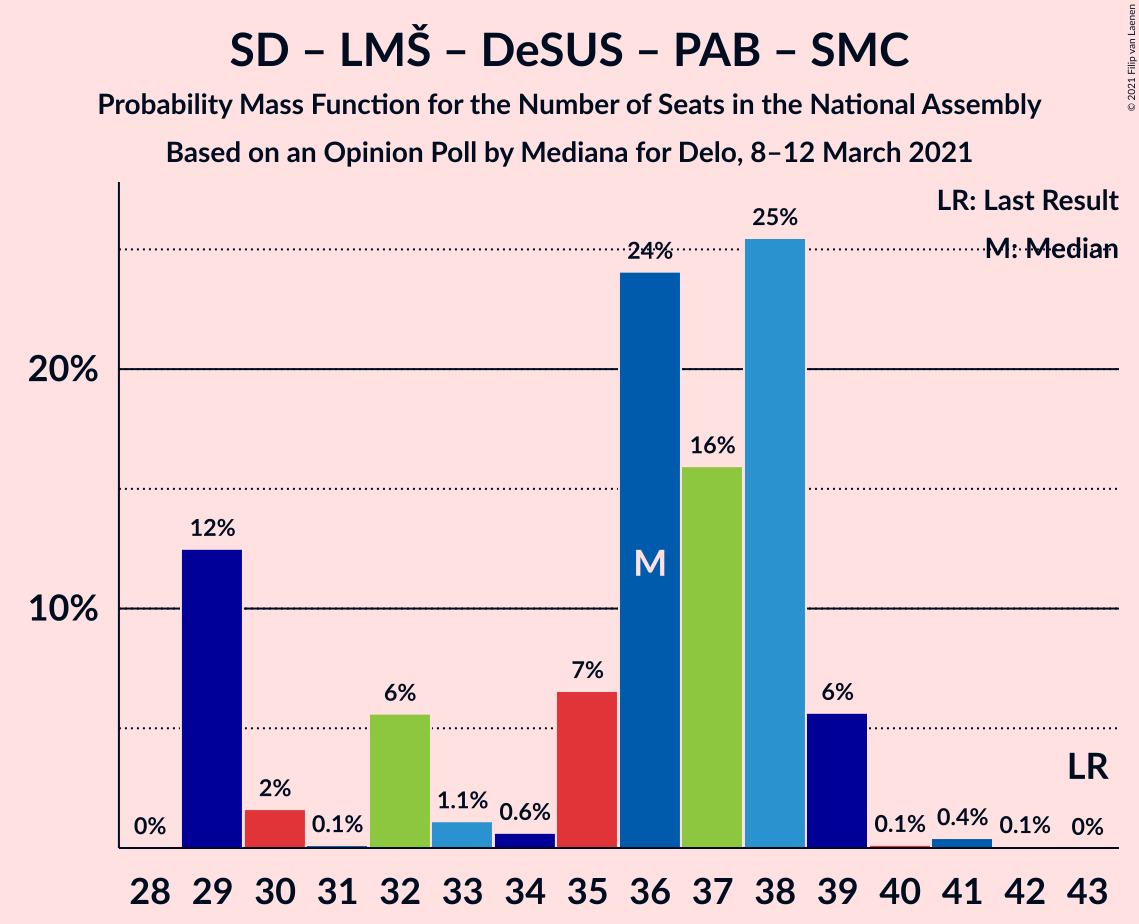 SD – LMŠ – DeSUS – PAB – SMC
Probability Mass Function for the Number of Seats in the National Assembly
Based on an Opinion Poll by Mediana for Delo, 8–12 March 2021
© 2021 Filip van Laenen
LR: Last Result
M: Median
20%
10%
0%
12%
2%
0.1%
6%
1.1%
0.6%
7%
24%
16%
25%
6%
0.1%
0.4%
0.1%
0%
M
LR
28 29 30 31 32 33 34 35 36 37 38 39 40 41 42 43